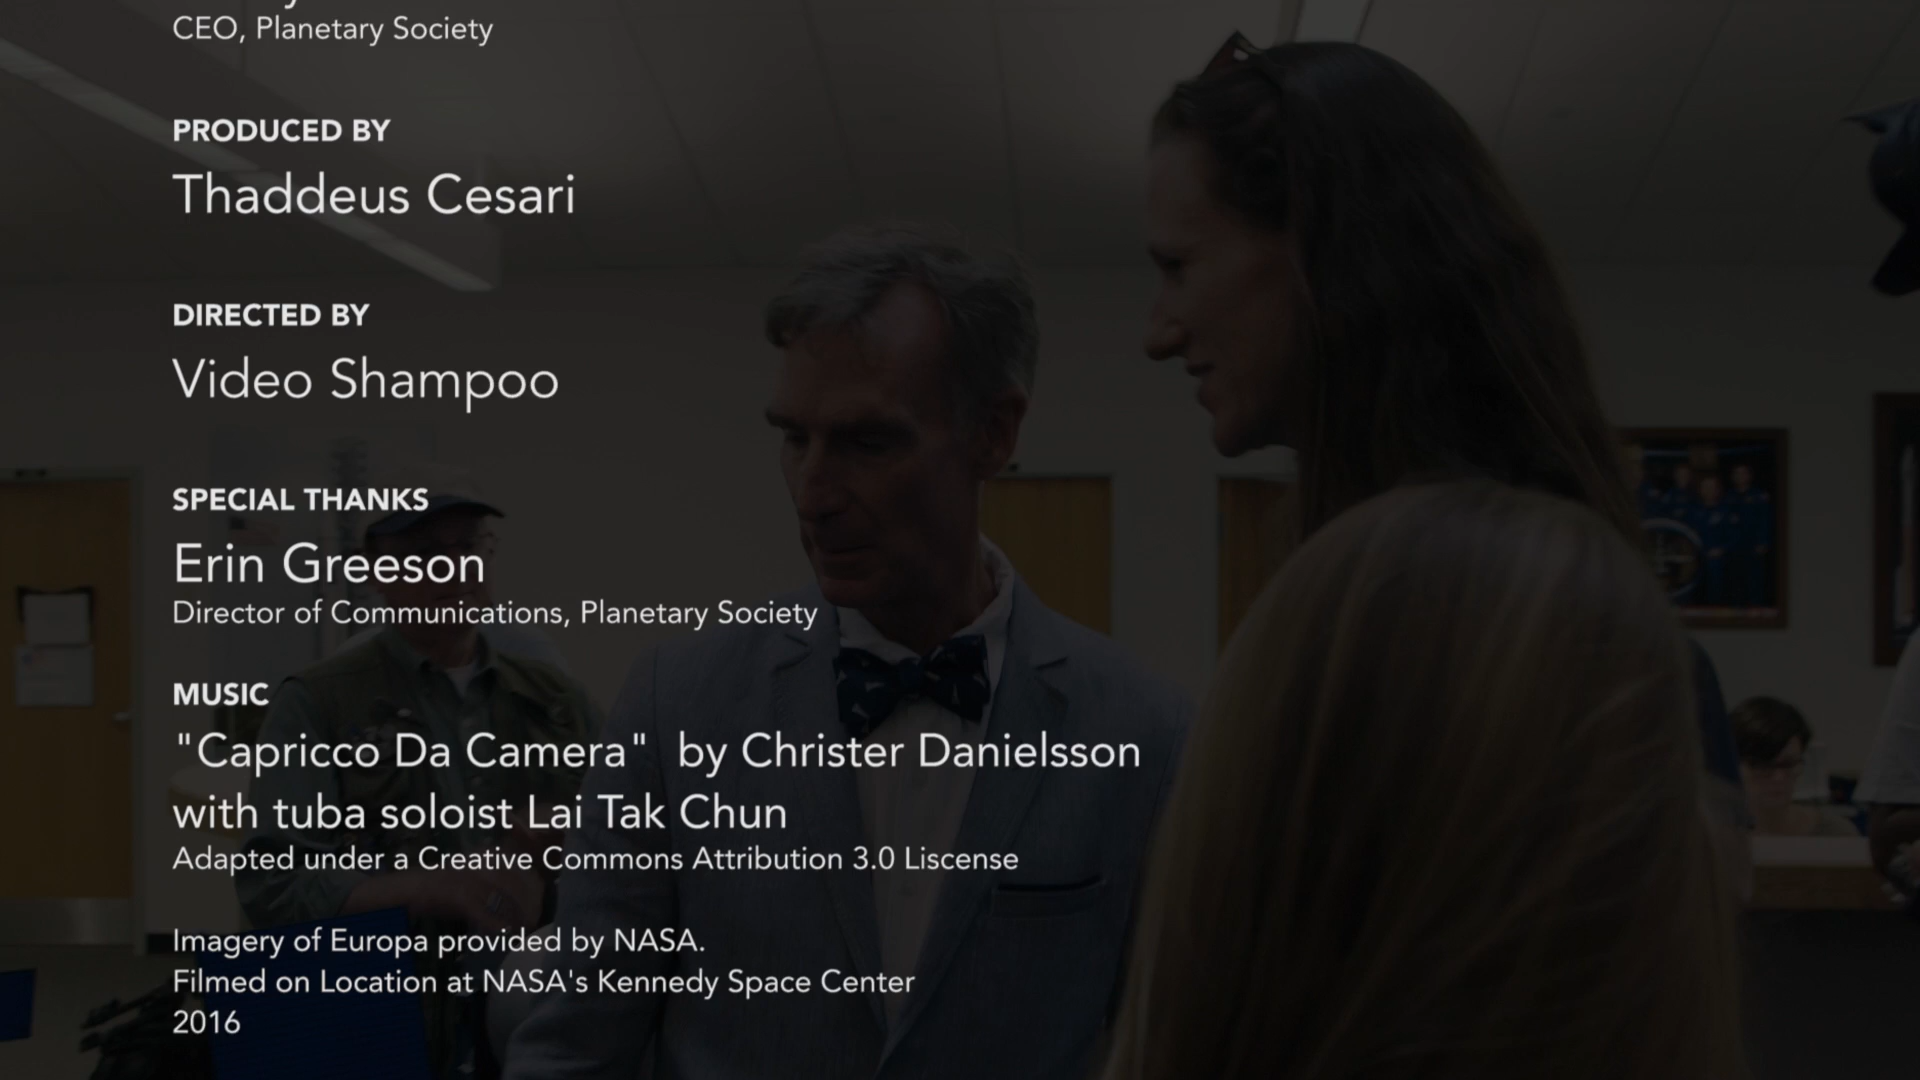 CEO, Planetary Society
PRODUCED BY
Thaddeus Cesari
DIRECTED BY
Video Shampoo
SPECIAL THANKS
Erin Greeson
Director of Communications, Planetary Society
MUSIC
"Capricco Da Camera"  by Christer Danielsson
with tuba soloist Lai Tak Chun
Adapted under a Creative Commons Attribution 3.0 Liscense
Imagery of Europa provided by NASA.
Filmed on Location at NASA's Kennedy Space Center
2016